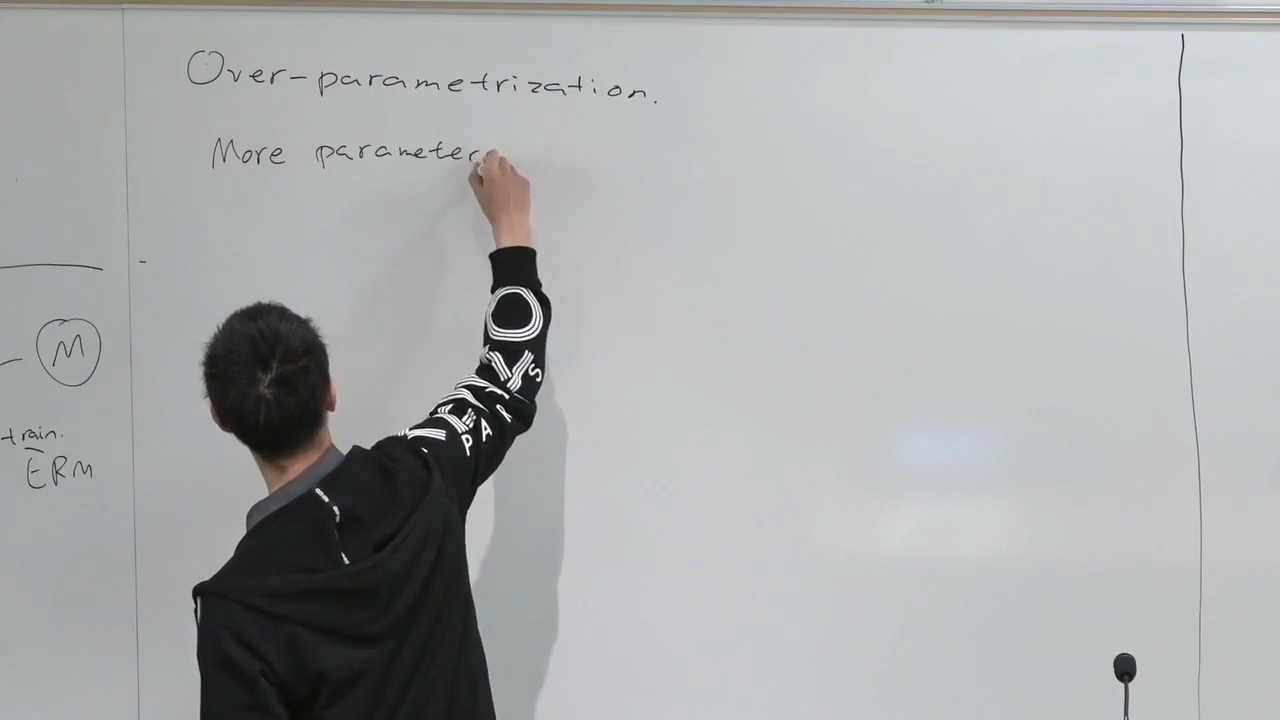 Over-parametrization.
More parameter
M
train.
ERM